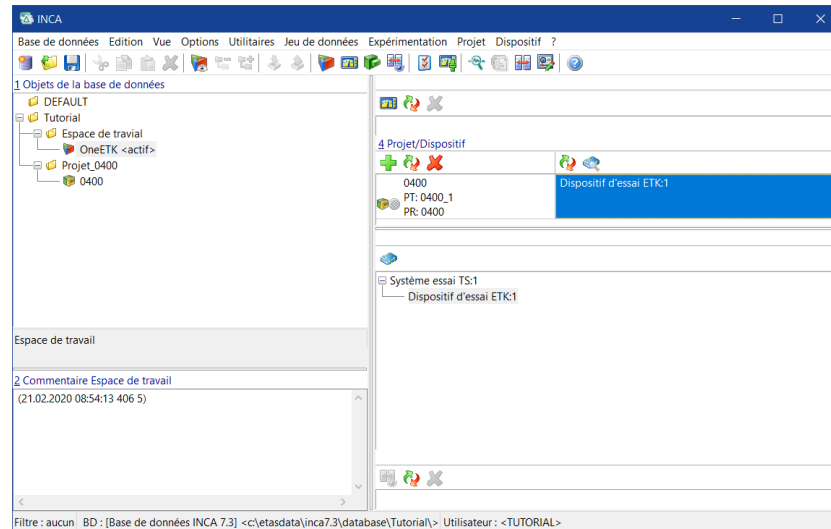 INCA
Base de données Edition Vue Options Utilitaires Jeu de données Expérimentation Projet Dispositif ?
1 Objets de la base de données
DEFAULT
Tutorial
Espace de travial
OneETK <actif>
Projet_0400
0400
Espace de travail
2 Commentaire Espace de travail
(21.02.2020 08:54:13 406 5)
4 Projet/Dispositif
0400
PT: 0400_1
PR: 0400
Dispositif d'essai ETK:1
Système essai TS:1
Dispositif d'essai ETK:1
Filtre : aucun BD : [Base de données INCA 7.3] <c:\etasdata\inca7.3\database\Tutorial\> Utilisateur : <TUTORIAL>